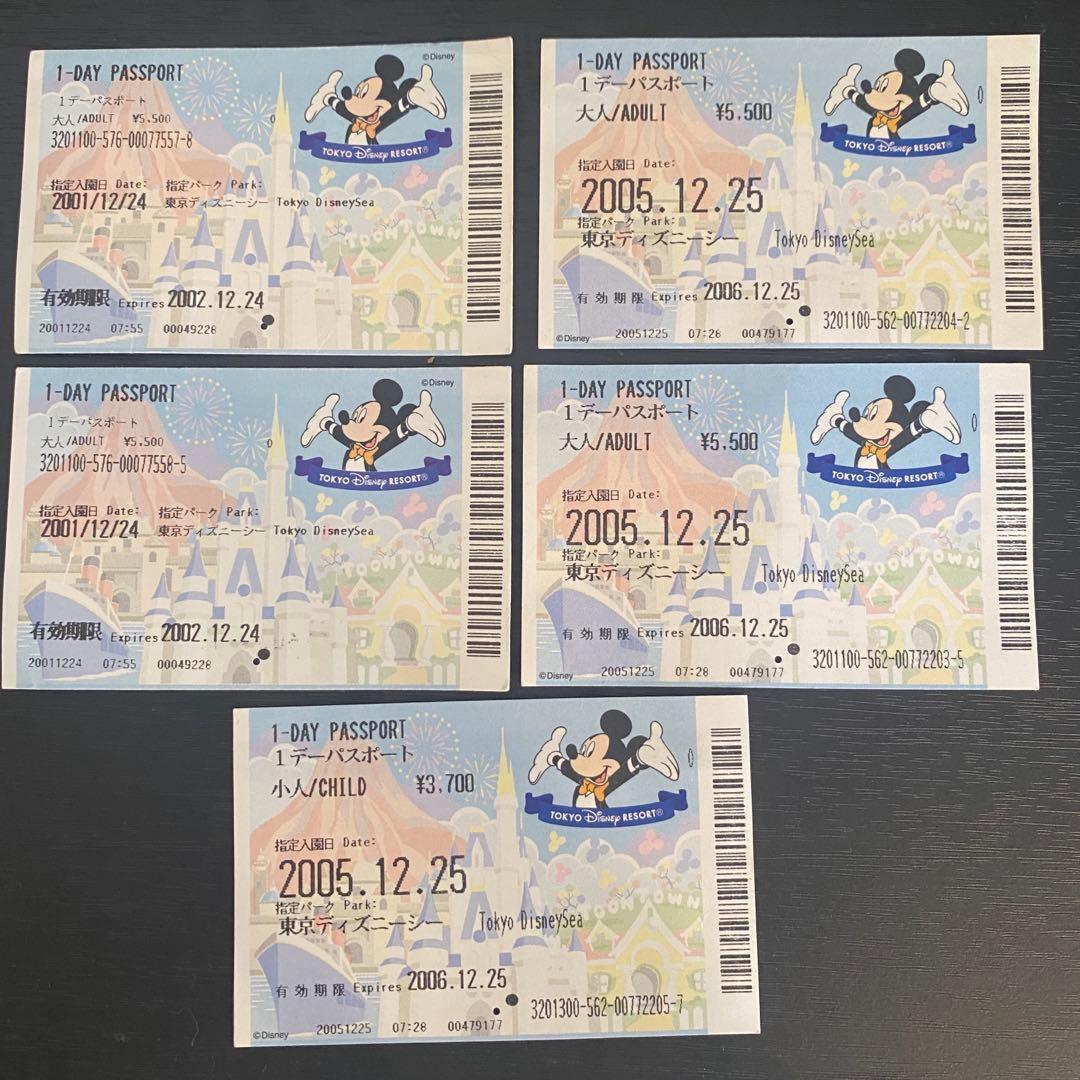 1-DAY PASSPORT
©Disney
1デーパスポート
大人/ADULT ¥5,500
3201100-576-00077557-8
TOKYO Disney RESORT®
指定入園日 Date: 指定パーク Park:
2001/12/24 東京ディズニーシー Tokyo DisneySea
TOONTOWN
有効期限 Expires 2002.12.24
20011224 07:55 00049228
1-DAY PASSPORT
1デーパスポート
大人/ADULT ¥5,500
TOKYO Disney RESORT®
指定入園日 Date:
2005.12.25
指定パーク Park:
東京ディズニーシー Tokyo DisneySea
TOONTOWN
有効期限 Expires 2006.12.25
3201100-562-00772204-2
©Disney 20051225 07:28 00479177
1-DAY PASSPORT
©Disney
1デーパスポート
大人/ADULT ¥5,500
3201100-576-00077558-5
TOKYO Disney RESORT®
指定入園日 Date: 指定パーク Park:
2001/12/24 東京ディズニーシー Tokyo DisneySea
TOONTOWN
有効期限 Expires 2002.12.24
20011224 07:55 00049228
1-DAY PASSPORT
1デーパスポート
大人/ADULT ¥5,500
TOKYO Disney RESORT®
指定入園日 Date:
2005.12.25
指定パーク Park:
東京ディズニーシー Tokyo DisneySea
TOONTOWN
有効期限 Expires 2006.12.25
3201100-562-00772203-5
©Disney 20051225 07:28 00479177
1-DAY PASSPORT
1デーパスポート
小人/CHILD ¥3,700
TOKYO Disney RESORT®
指定入園日 Date:
2005.12.25
指定パーク Park:
東京ディズニーシー Tokyo DisneySea
TOONTOWN
有効期限 Expires 2006.12.25
3201300-562-00772205-7
©Disney 20051225 07:28 00479177